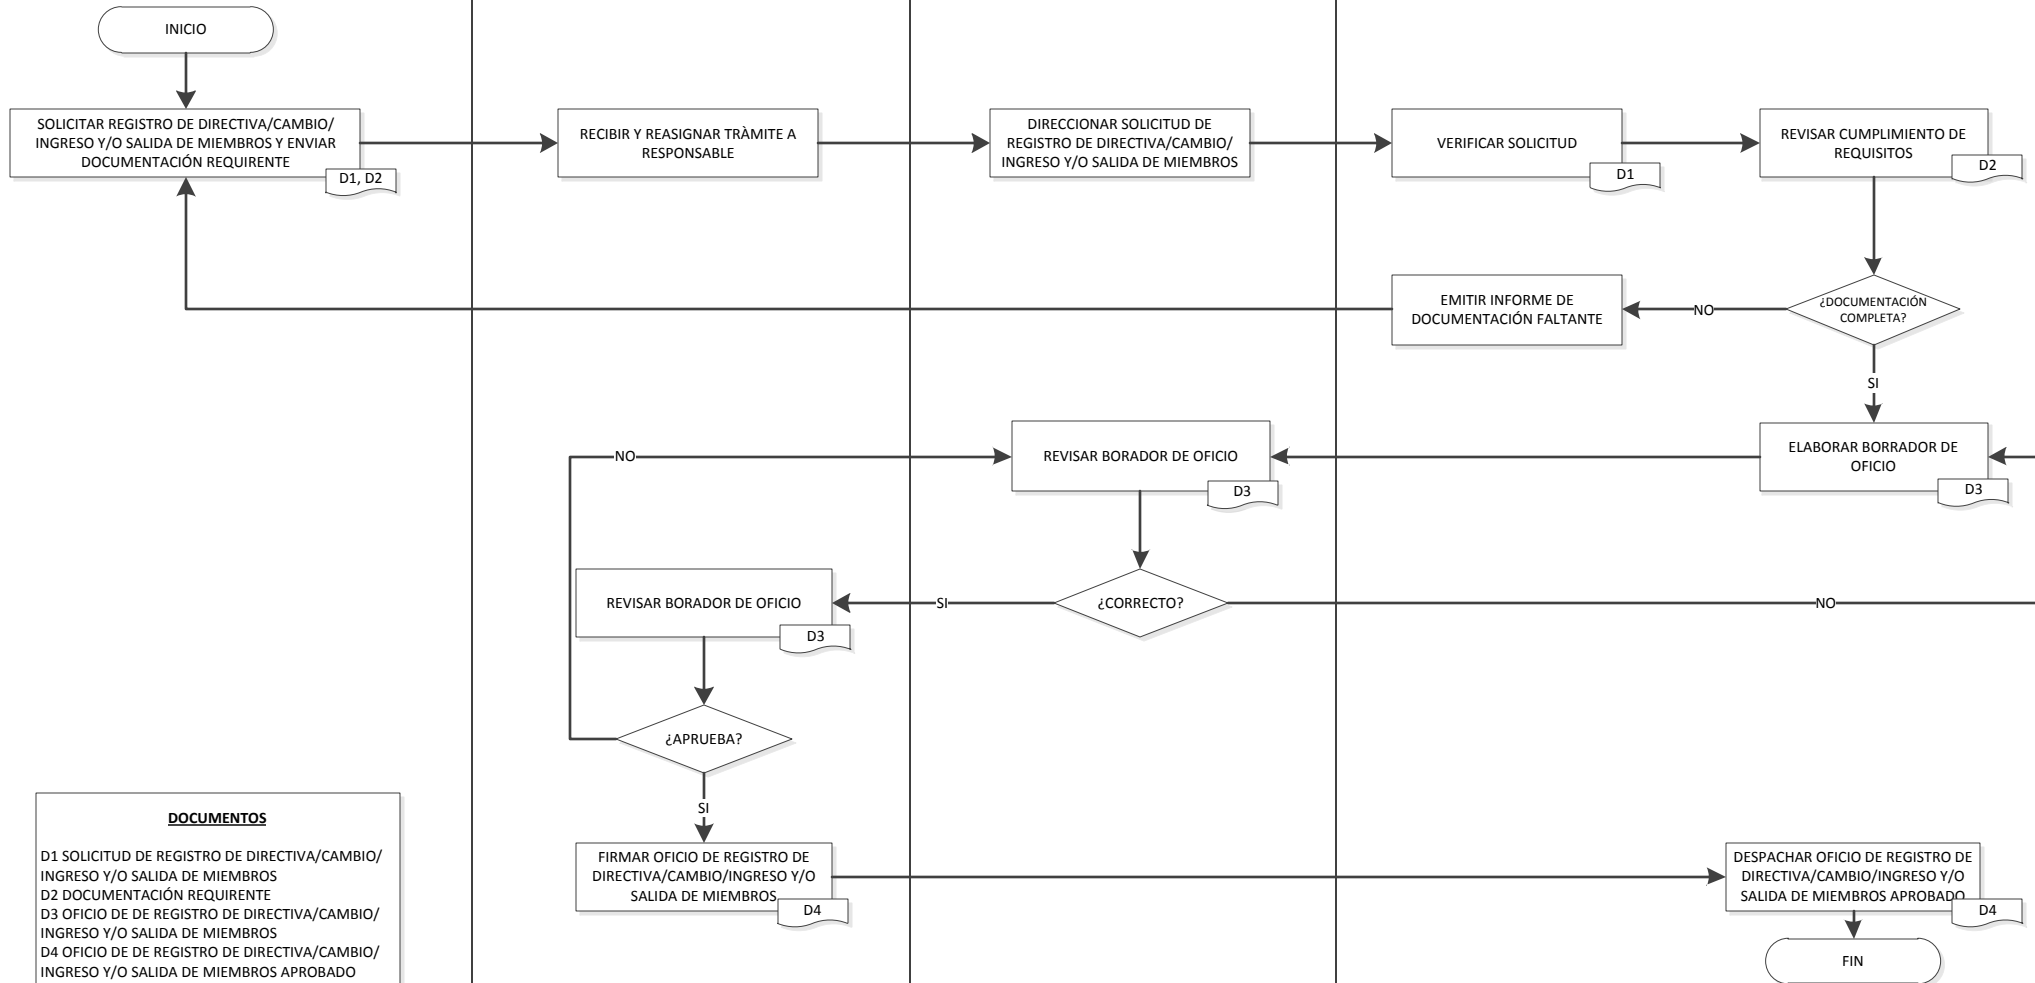 INICIO
SOLICITAR REGISTRO DE DIRECTIVA/CAMBIO/
INGRESO Y/O SALIDA DE MIEMBROS Y ENVIAR
DOCUMENTACIÓN REQUIRENTE
D1, D2
RECIBIR Y REASIGNAR TRÀMITE A
RESPONSABLE
DIRECCIONAR SOLICITUD DE
REGISTRO DE DIRECTIVA/CAMBIO/
INGRESO Y/O SALIDA DE MIEMBROS
VERIFICAR SOLICITUD
D1
REVISAR CUMPLIMIENTO DE
REQUISITOS
D2
EMITIR INFORME DE
DOCUMENTACIÓN FALTANTE
NO
¿DOCUMENTACIÓN
COMPLETA?
SI
NO
REVISAR BORADOR DE OFICIO
D3
ELABORAR BORRADOR DE
OFICIO
D3
REVISAR BORADOR DE OFICIO
D3
SI
¿CORRECTO?
NO
¿APRUEBA?
SI
FIRMAR OFICIO DE REGISTRO DE
DIRECTIVA/CAMBIO/INGRESO Y/O
SALIDA DE MIEMBROS
D4
DESPACHAR OFICIO DE REGISTRO DE
DIRECTIVA/CAMBIO/INGRESO Y/O
SALIDA DE MIEMBROS APROBADO
D4
FIN
DOCUMENTOS
D1 SOLICITUD DE REGISTRO DE DIRECTIVA/CAMBIO/
INGRESO Y/O SALIDA DE MIEMBROS
D2 DOCUMENTACIÓN REQUIRENTE
D3 OFICIO DE DE REGISTRO DE DIRECTIVA/CAMBIO/
INGRESO Y/O SALIDA DE MIEMBROS
D4 OFICIO DE DE REGISTRO DE DIRECTIVA/CAMBIO/
INGRESO Y/O SALIDA DE MIEMBROS APROBADO